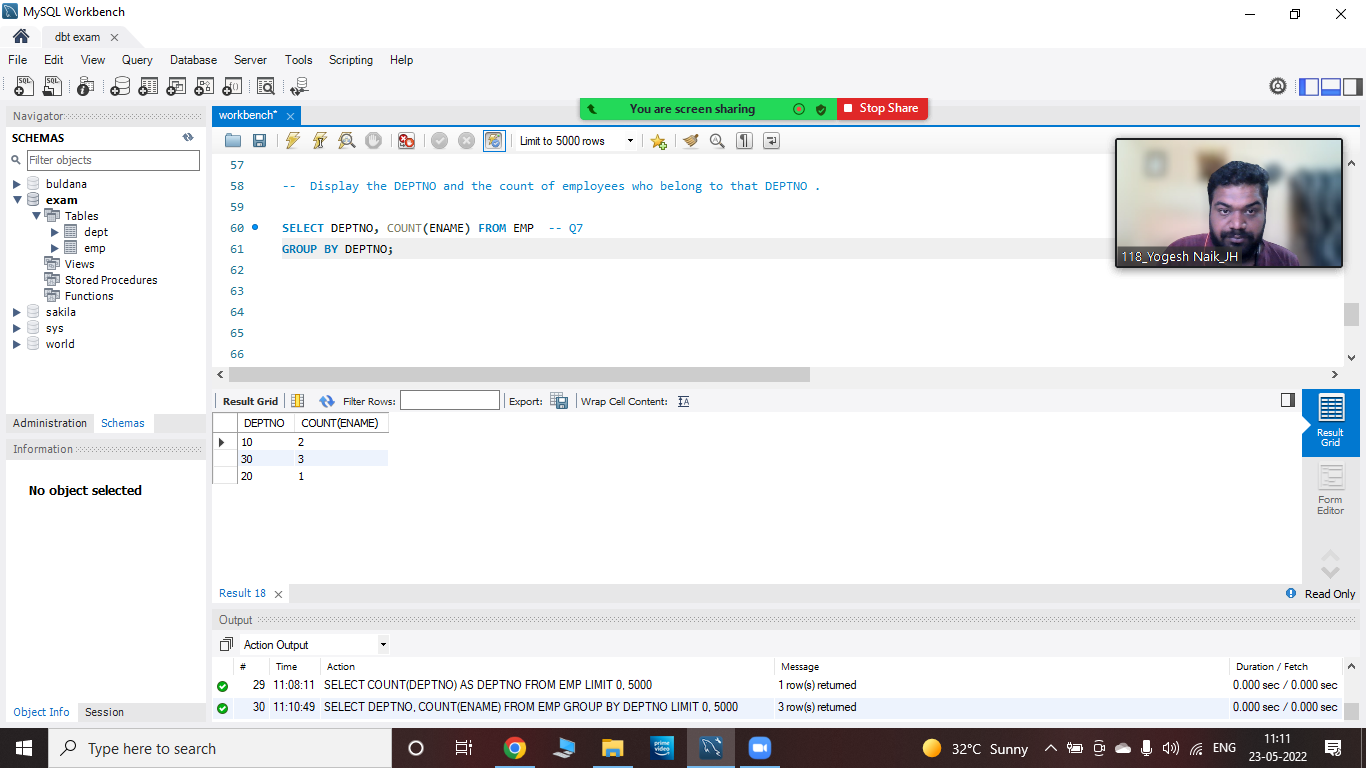 MySQL Workbench
dbt exam
File Edit View Query Database Server Tools Scripting Help
Navigator
SCHEMAS
Filter objects
buldana
exam
Tables
dept
emp
Views
Stored Procedures
Functions
sakila
sys
world
Administration Schemas
Information
No object selected
Object Info Session
workbench*
You are screen sharing Stop Share
Limit to 5000 rows
57
58 -- Display the DEPTNO and the count of employees who belong to that DEPTNO .
59
60 SELECT DEPTNO, COUNT(ENAME) FROM EMP -- Q7
61 GROUP BY DEPTNO;
62
63
64
65
66
118_Yogesh Naik_JH
Result Grid Filter Rows: Export: Wrap Cell Content:
DEPTNO COUNT(ENAME)
10 2
30 3
20 1
Result
Grid
Form
Editor
Result 18
Read Only
Output
Action Output
# Time Action Message Duration / Fetch
29 11:08:11 SELECT COUNT(DEPTNO) AS DEPTNO FROM EMP LIMIT 0, 5000 1 row(s) returned 0.000 sec / 0.000 sec
30 11:10:49 SELECT DEPTNO, COUNT(ENAME) FROM EMP GROUP BY DEPTNO LIMIT 0, 5000 3 row(s) returned 0.000 sec / 0.000 sec
Type here to search
prime video
32°C Sunny
ENG
11:11
23-05-2022